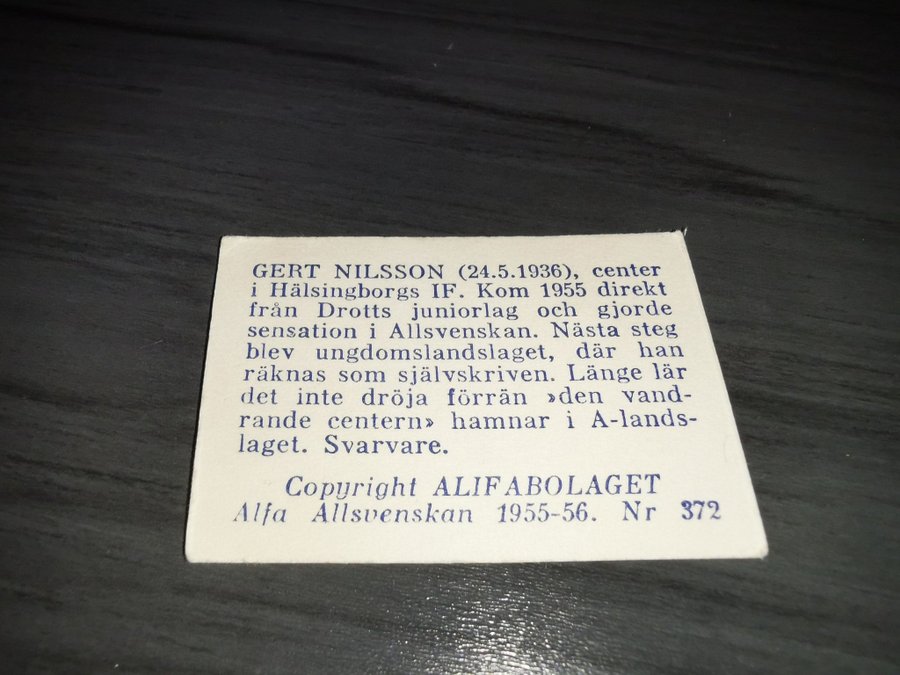 GERT NILSSON (24.5.1936), center
i Hälsingborgs IF. Kom 1955 direkt
från Drotts juniorlag och gjorde
sensation i Allsvenskan. Nästa steg
blev ungdomslandslaget, där han
räknas som självskriven. Länge lär
det inte dröja förrän »den vand-
rande centern» hamnar i A-lands-
laget. Svarvare.
Copyright ALIFABOLAGET
Alfa Allsvenskan 1955-56. Nr 372